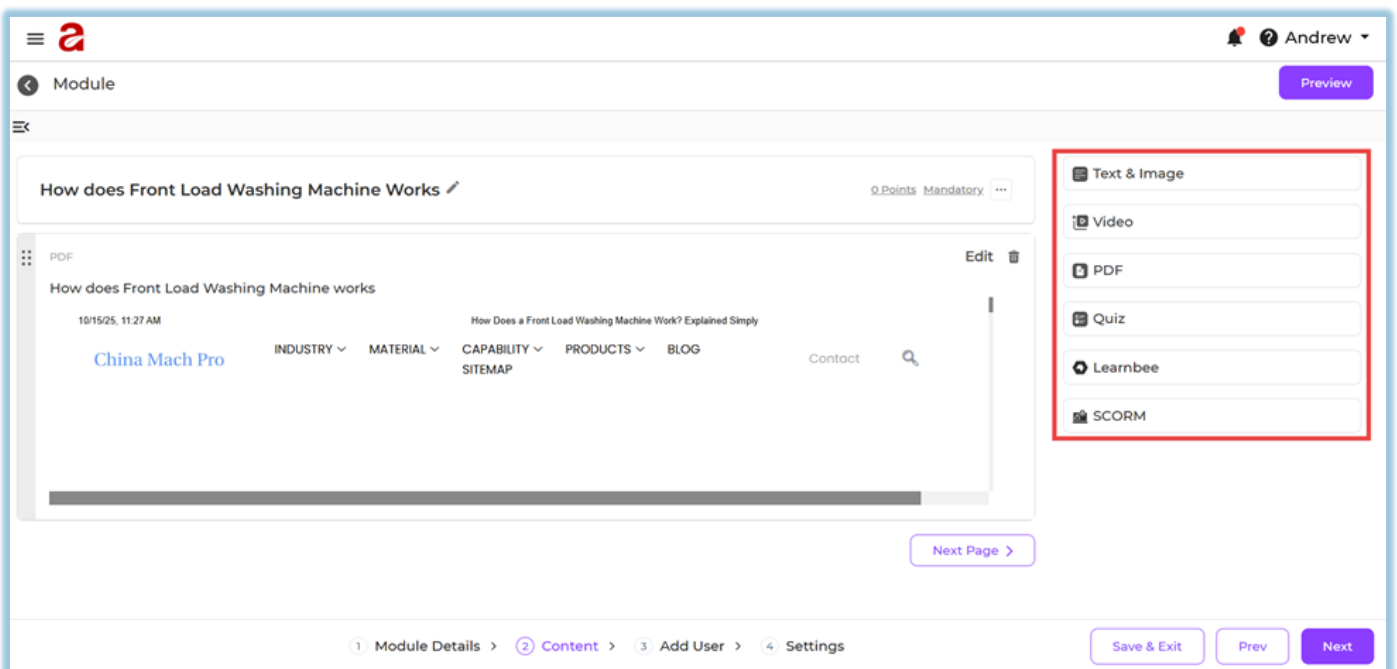 a
Andrew
Module
Preview
How does Front Load Washing Machine Works
0 Points Mandatory ...
PDF
Edit
How does Front Load Washing Machine works
10/15/25, 11:27 AM
How Does a Front Load Washing Machine Work? Explained Simply
China Mach Pro
INDUSTRY MATERIAL CAPABILITY PRODUCTS BLOG
SITEMAP
Contact
Next Page >
Text & Image
Video
PDF
Quiz
Learnbee
SCORM
1 Module Details > 2 Content > 3 Add User > 4 Settings
Save & Exit
Prev
Next